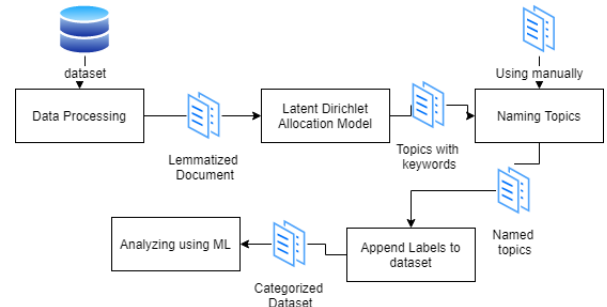 dataset
Using manually
Data Processing
Latent Dirichlet
Allocation Model
Naming Topics
Lemmatized
Document
Topics with
keywords
Named
topics
Analyzing using ML
Append Labels to
dataset
Categorized
Dataset